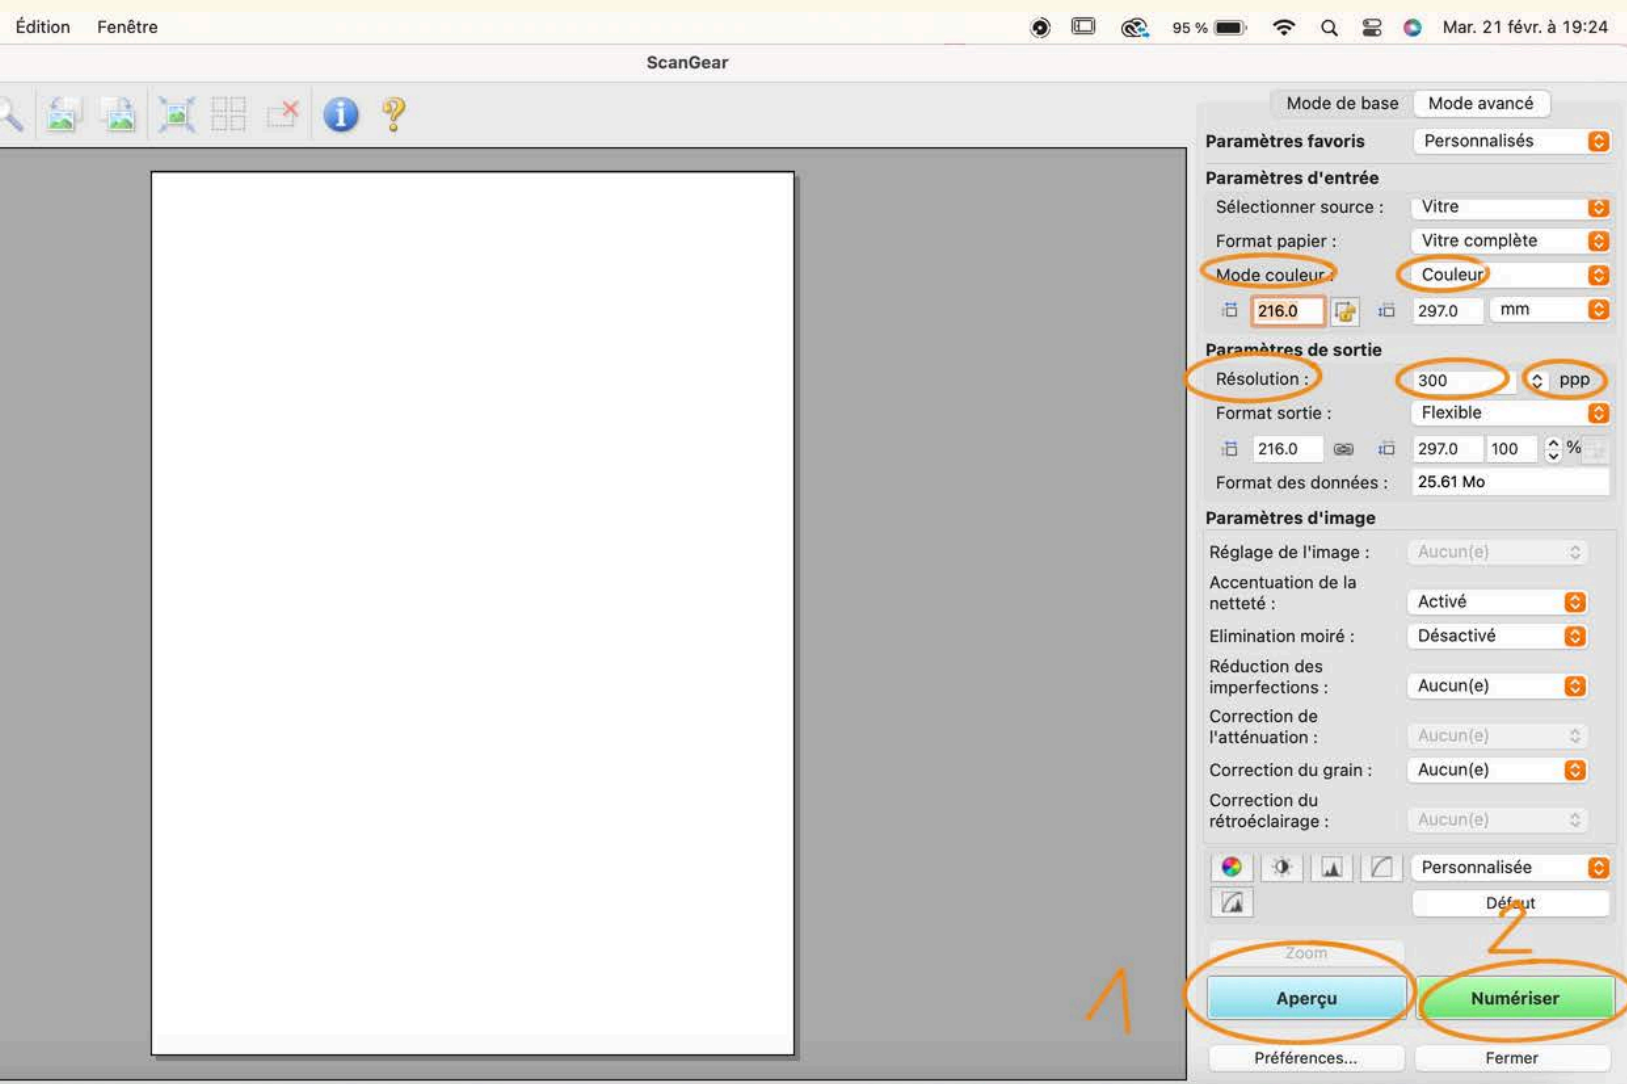 Édition Fenêtre 95 % Mar. 21 févr. à 19:24
ScanGear
Mode de base Mode avancé
Paramètres favoris Personnalisés
Paramètres d'entrée
Sélectionner source : Vitre
Format papier : Vitre complète
Mode couleur : Couleur
216.0 297.0 mm
Paramètres de sortie
Résolution : 300 ppp
Format sortie : Flexible
216.0 297.0 100 %
Format des données : 25.61 Mo
Paramètres d'image
Réglage de l'image : Aucun(e)
Accentuation de la
netteté : Activé
Elimination moiré : Désactivé
Réduction des
imperfections : Aucun(e)
Correction de
l'atténuation : Aucun(e)
Correction du grain : Aucun(e)
Correction du
rétroéclairage : Aucun(e)
Personnalisée
Défaut
2
Zoom
1 Aperçu Numériser
Préférences... Fermer